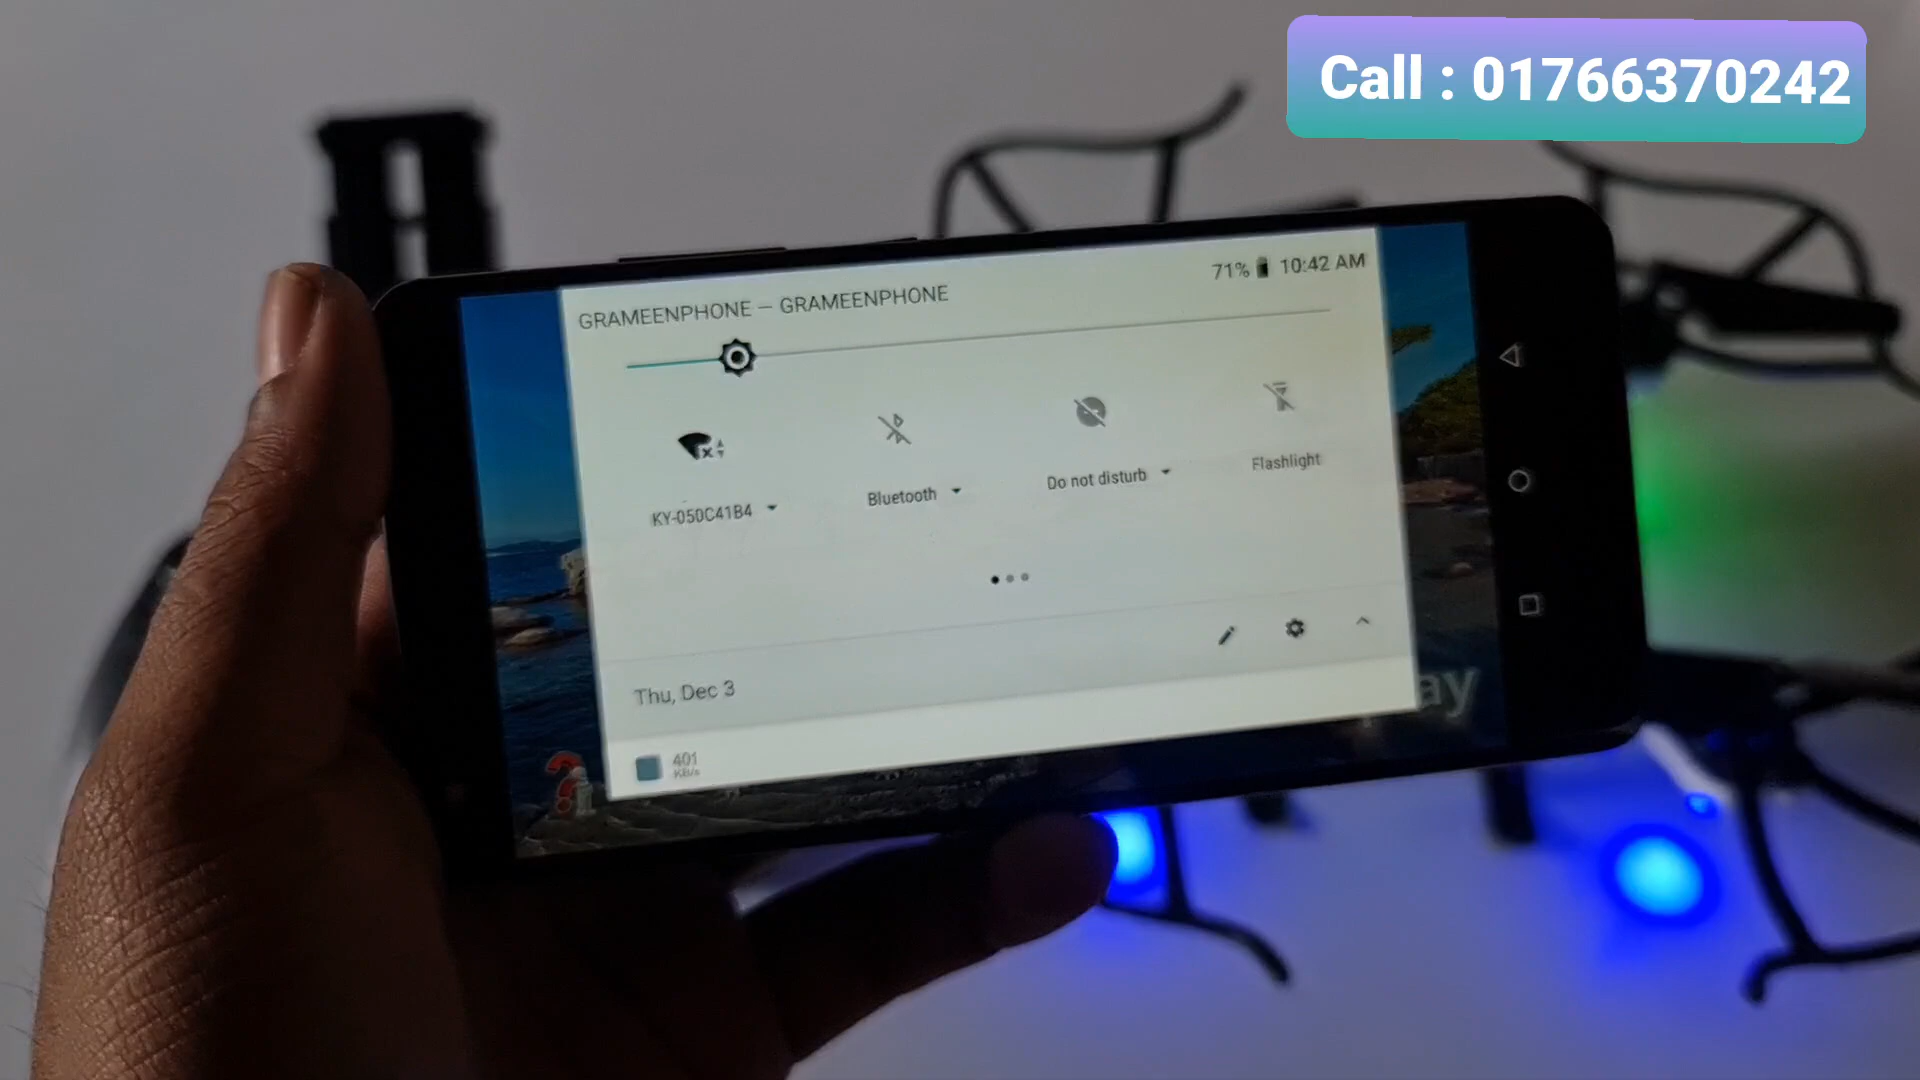 Call : 01766370242
71% 10:42 AM
GRAMEENPHONE – GRAMEENPHONE
KY-050C41B4
Bluetooth
Do not disturb
Flashlight
Thu, Dec 3
401
KB/s
?